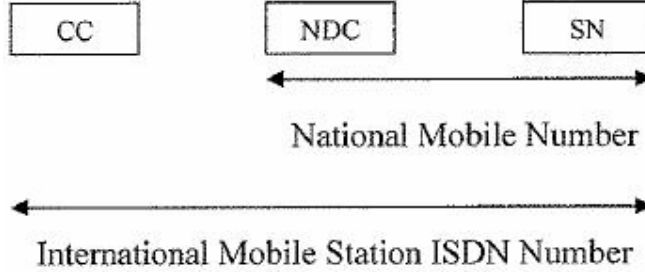 CC NDC SN
National Mobile Number
International Mobile Station ISDN Number